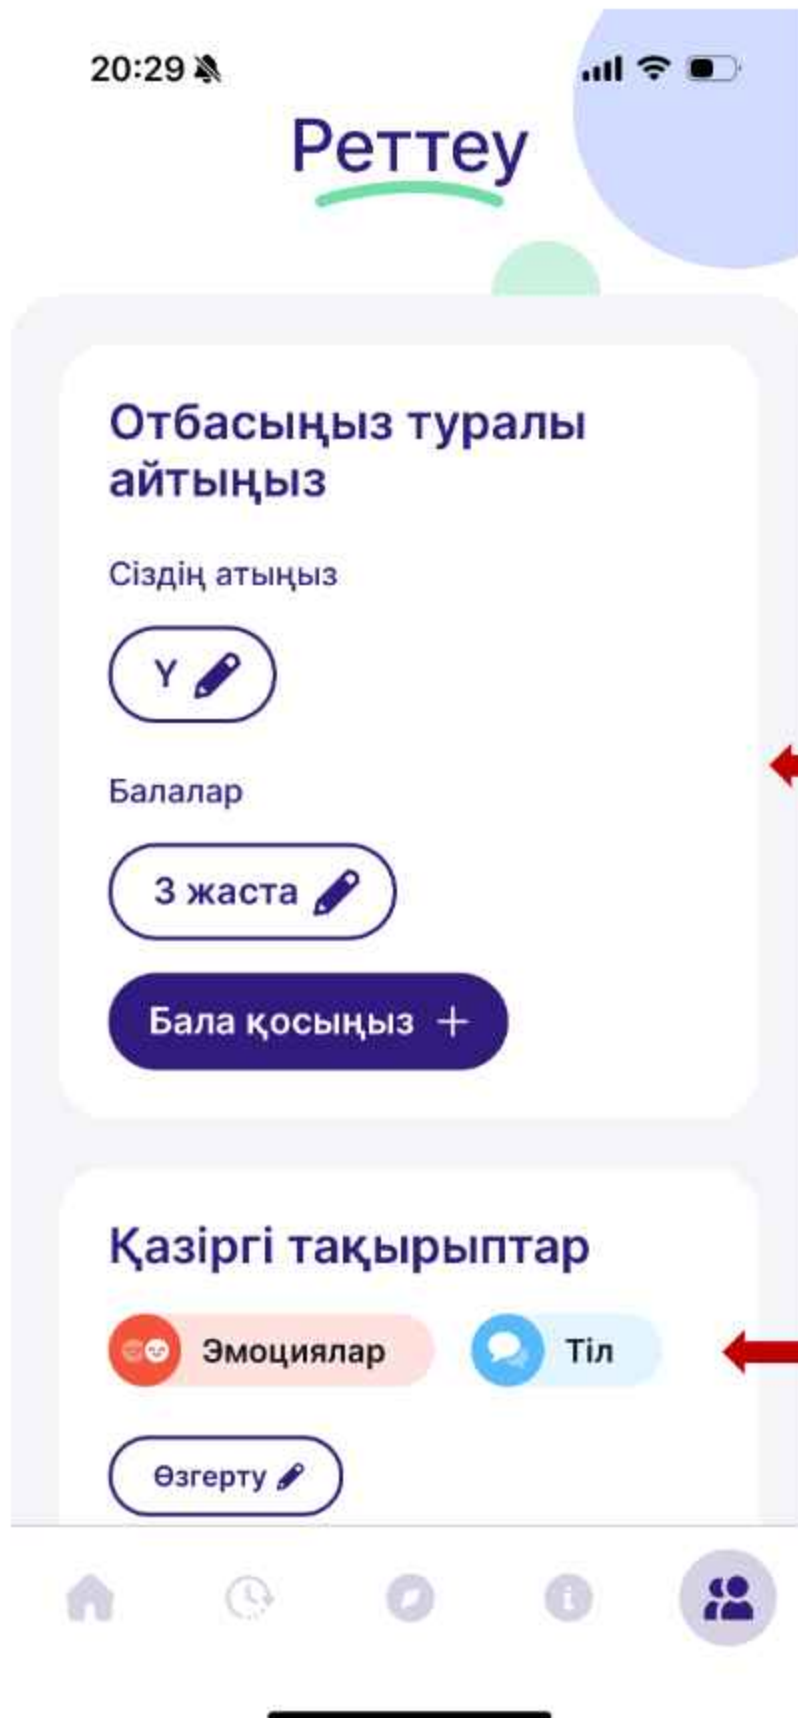 20:29
Реттеу
Отбасыңыз туралы
айтыңыз
Сіздің атыңыз
Y
Балалар
3 жаста
Бала қосыңыз +
Қазіргі тақырыптар
Эмоциялар
Тіл
Өзгерту